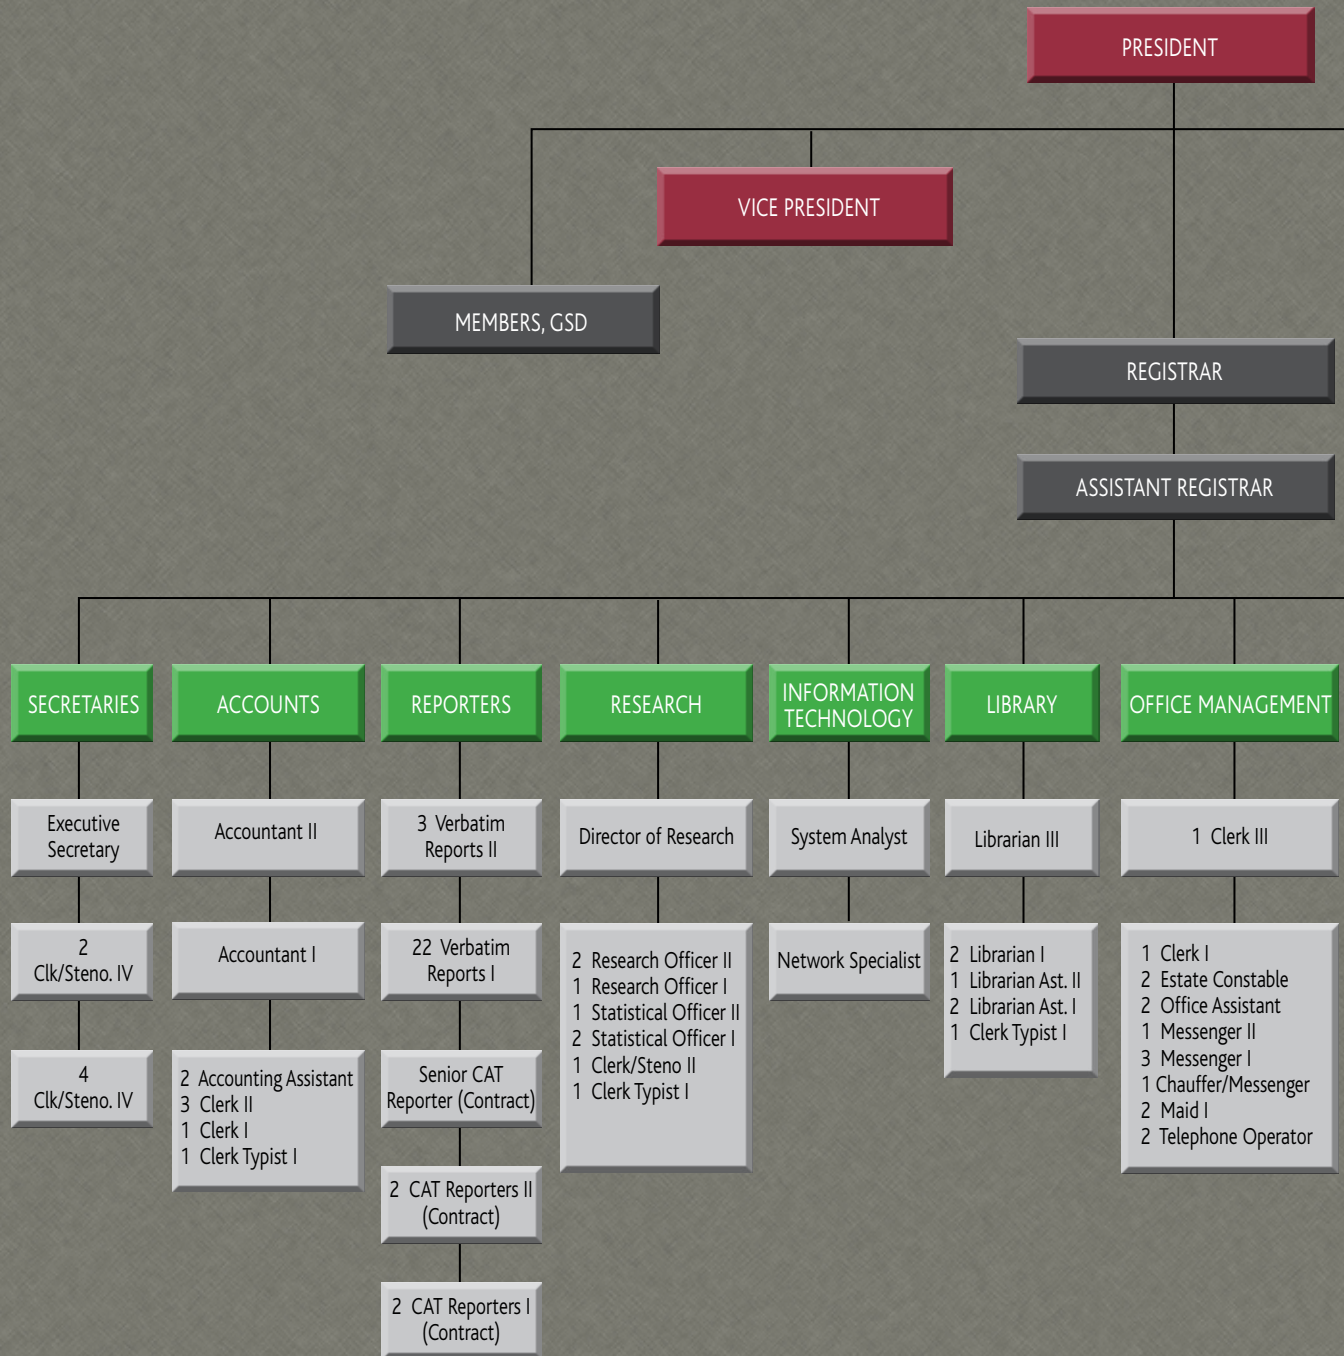 PRESIDENT
VICE PRESIDENT
MEMBERS, GSD
REGISTRAR
ASSISTANT REGISTRAR
SECRETARIES
Executive
Secretary
2
Clk/Steno. IV
4
Clk/Steno. IV
ACCOUNTS
Accountant II
Accountant I
2 Accounting Assistant
3 Clerk II
1 Clerk I
1 Clerk Typist I
REPORTERS
3 Verbatim
Reports II
22 Verbatim
Reports I
Senior CAT
Reporter (Contract)
2 CAT Reporters II
(Contract)
2 CAT Reporters I
(Contract)
RESEARCH
Director of Research
2 Research Officer II
1 Research Officer I
1 Statistical Officer II
2 Statistical Officer I
1 Clerk/Steno II
1 Clerk Typist I
INFORMATION
TECHNOLOGY
System Analyst
Network Specialist
LIBRARY
Librarian III
2 Librarian I
1 Librarian Ast. II
2 Librarian Ast. I
1 Clerk Typist I
OFFICE MANAGEMENT
1 Clerk III
1 Clerk I
2 Estate Constable
2 Office Assistant
1 Messenger II
3 Messenger I
1 Chauffer/Messenger
2 Maid I
2 Telephone Operator